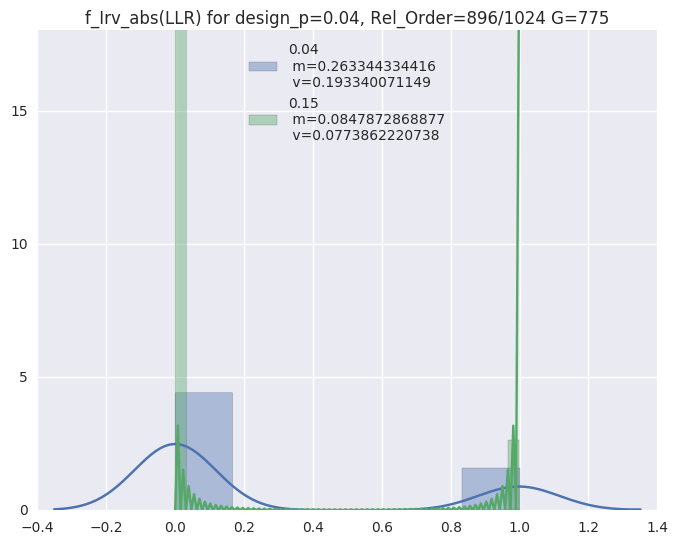 f_Irv_abs(LLR) for design_p=0.04, Rel_Order=896/1024 G=775
0.04
m=0.263344334416
v=0.193340071149
0.15
m=0.0847872868877
v=0.0773862220738
15
10
5
0
−0.4 −0.2 0.0 0.2 0.4 0.6 0.8 1.0 1.2 1.4